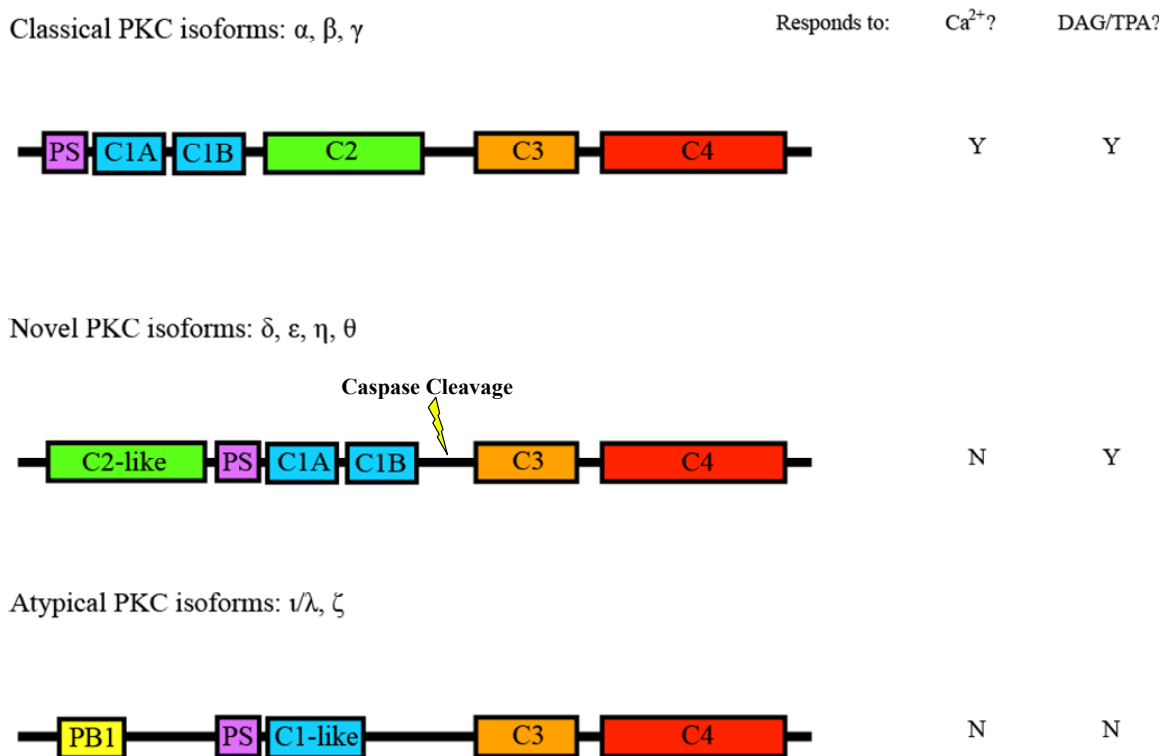 Classical PKC isoforms: α, β, γ Responds to: Ca²⁺? DAG/TPA?
PS C1A C1B C2 C3 C4 Y Y
Novel PKC isoforms: δ, ε, η, θ
Caspase Cleavage
C2-like PS C1A C1B C3 C4 N Y
Atypical PKC isoforms: ι/λ, ζ
PB1 PS C1-like C3 C4 N N